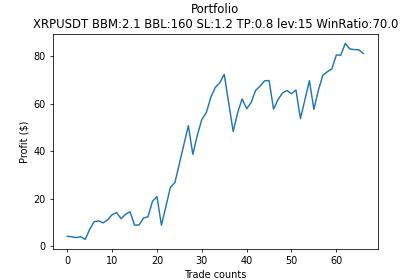 Portfolio
XRPUSDT BBM:2.1 BBL:160 SL:1.2 TP:0.8 lev:15 WinRatio:70.0
80
60
40
20
0
Profit ($)
0 10 20 30 40 50 60
Trade counts